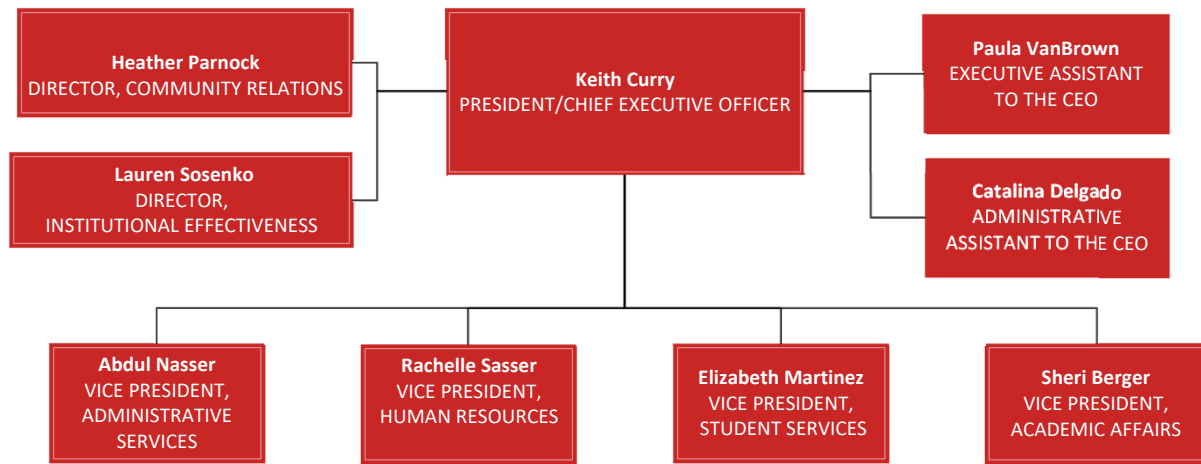 Heather Parnock
DIRECTOR, COMMUNITY RELATIONS
Keith Curry
PRESIDENT/CHIEF EXECUTIVE OFFICER
Paula VanBrown
EXECUTIVE ASSISTANT
TO THE CEO
Lauren Sosenko
DIRECTOR,
INSTITUTIONAL EFFECTIVENESS
Catalina Delgado
ADMINISTRATIVE
ASSISTANT TO THE CEO
Abdul Nasser
VICE PRESIDENT,
ADMINISTRATIVE
SERVICES
Rachelle Sasser
VICE PRESIDENT,
HUMAN RESOURCES
Elizabeth Martinez
VICE PRESIDENT,
STUDENT SERVICES
Sheri Berger
VICE PRESIDENT,
ACADEMIC AFFAIRS